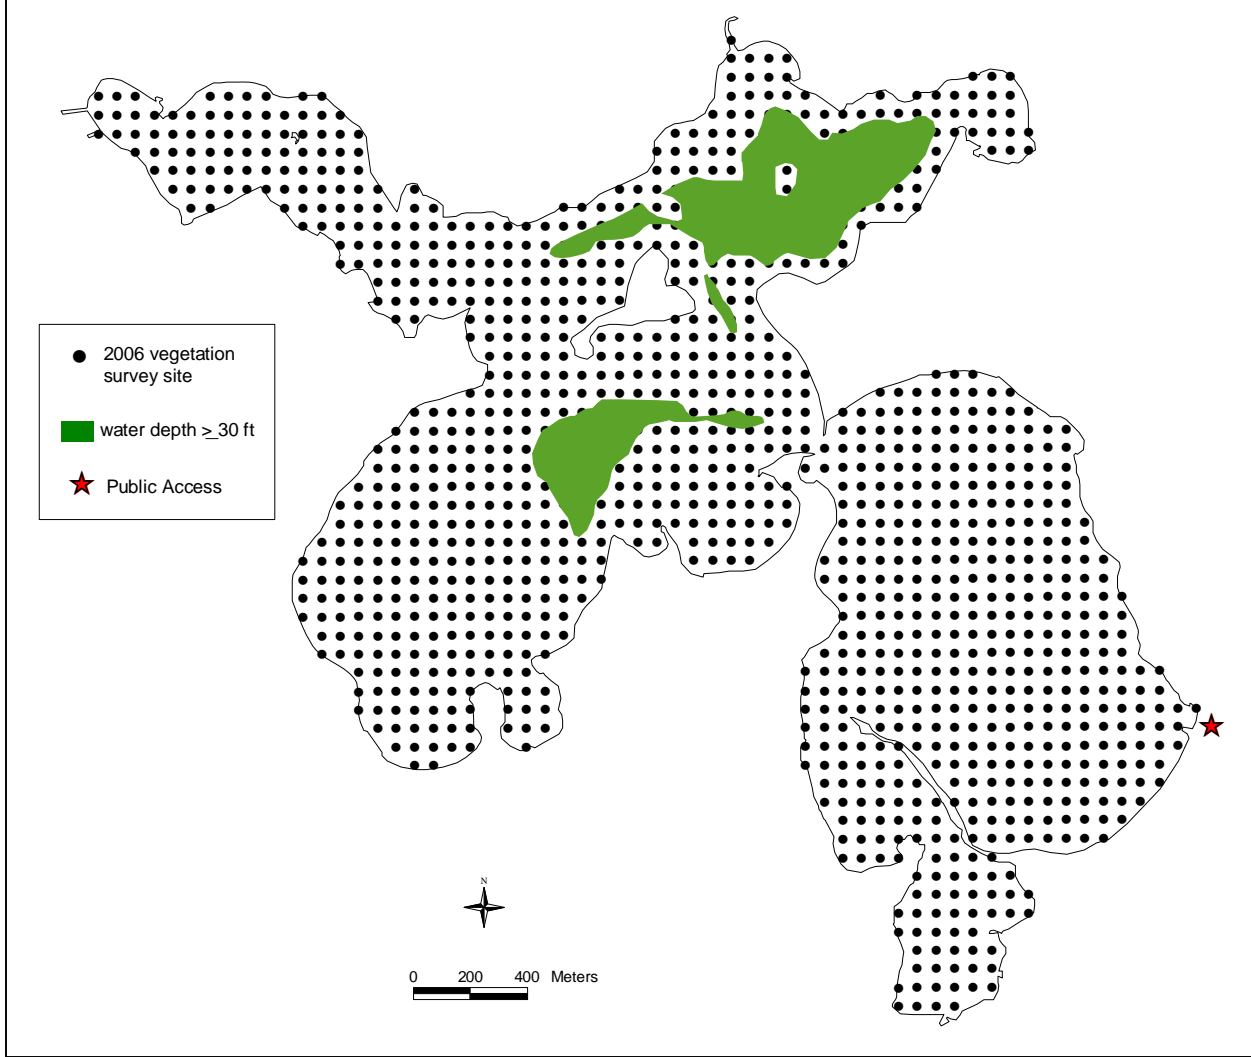 2006 vegetation
survey site
water depth ≥30 ft
Public Access
N
0 200 400 Meters